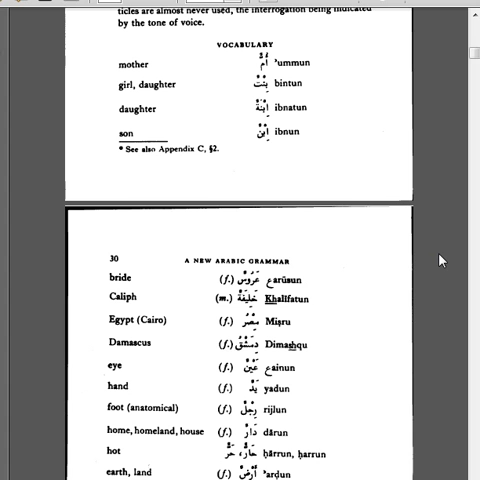 ticles are almost never used, the interrogation being indicated
by the tone of voice.
VOCABULARY
mother أُمٌّ ’ummun
girl, daughter بِنْتٌ bintun
daughter اِبْنَةٌ ibnatun
son اِبْنٌ ibnun
* See also Appendix C, §2.
30 A NEW ARABIC GRAMMAR
bride (f.) عَرُوسٌ عarūsun
Caliph (m.) خَلِيفَةٌ Khalīfatun
Egypt (Cairo) (f.) مِصْرُ Miṣru
Damascus (f.) دِمَشْقُ Dimashqu
eye (f.) عَيْنٌ عainun
hand (f.) يَدٌ yadun
foot (anatomical) (f.) رِجْلٌ rijlun
home, homeland, house (f.) دَارٌ dārun
hot حَارٌّ، حَرٌّ ḥārrun, ḥarrun
earth, land (f.) أَرْضٌ ’arḍun